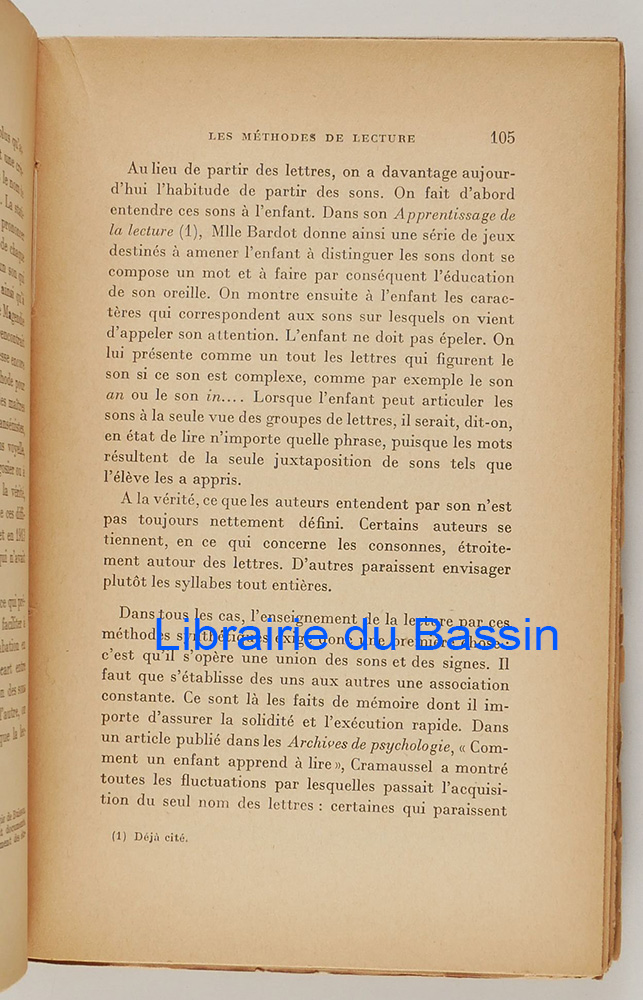 LES MÉTHODES DE LECTURE 105
Au lieu de partir des lettres, on a davantage aujour-
d'hui l'habitude de partir des sons. On fait d'abord
entendre ces sons à l'enfant. Dans son Apprentissage de
la lecture (1), Mlle Bardot donne ainsi une série de jeux
destinés à amener l'enfant à distinguer les sons dont se
compose un mot et à faire par conséquent l'éducation
de son oreille. On montre ensuite à l'enfant les carac-
tères qui correspondent aux sons sur lesquels on vient
d'appeler son attention. L'enfant ne doit pas épeler. On
lui présente comme un tout les lettres qui figurent le
son si ce son est complexe, comme par exemple le son
an ou le son in.... Lorsque l'enfant peut articuler les
sons à la seule vue des groupes de lettres, il serait, dit-on,
en état de lire n'importe quelle phrase, puisque les mots
résultent de la seule juxtaposition de sons tels que
l'élève les a appris.
A la vérité, ce que les auteurs entendent par son n'est
pas toujours nettement défini. Certains auteurs se
tiennent, en ce qui concerne les consonnes, étroite-
ment autour des lettres. D'autres paraissent envisager
plutôt les syllabes tout entières.
Dans tous les cas, l'enseignement de la lecture par ces
méthodes synthétiques exige donc une première chose :
Librairie du Bassin
c'est qu'il s'opère une union des sons et des signes. Il
faut que s'établisse des uns aux autres une association
constante. Ce sont là les faits de mémoire dont il im-
porte d'assurer la solidité et l'exécution rapide. Dans
un article publié dans les Archives de psychologie, « Com-
ment un enfant apprend à lire », Cramaussel a montré
toutes les fluctuations par lesquelles passait l'acquisi-
tion du seul nom des lettres : certaines qui paraissent
(1) Déjà cité.